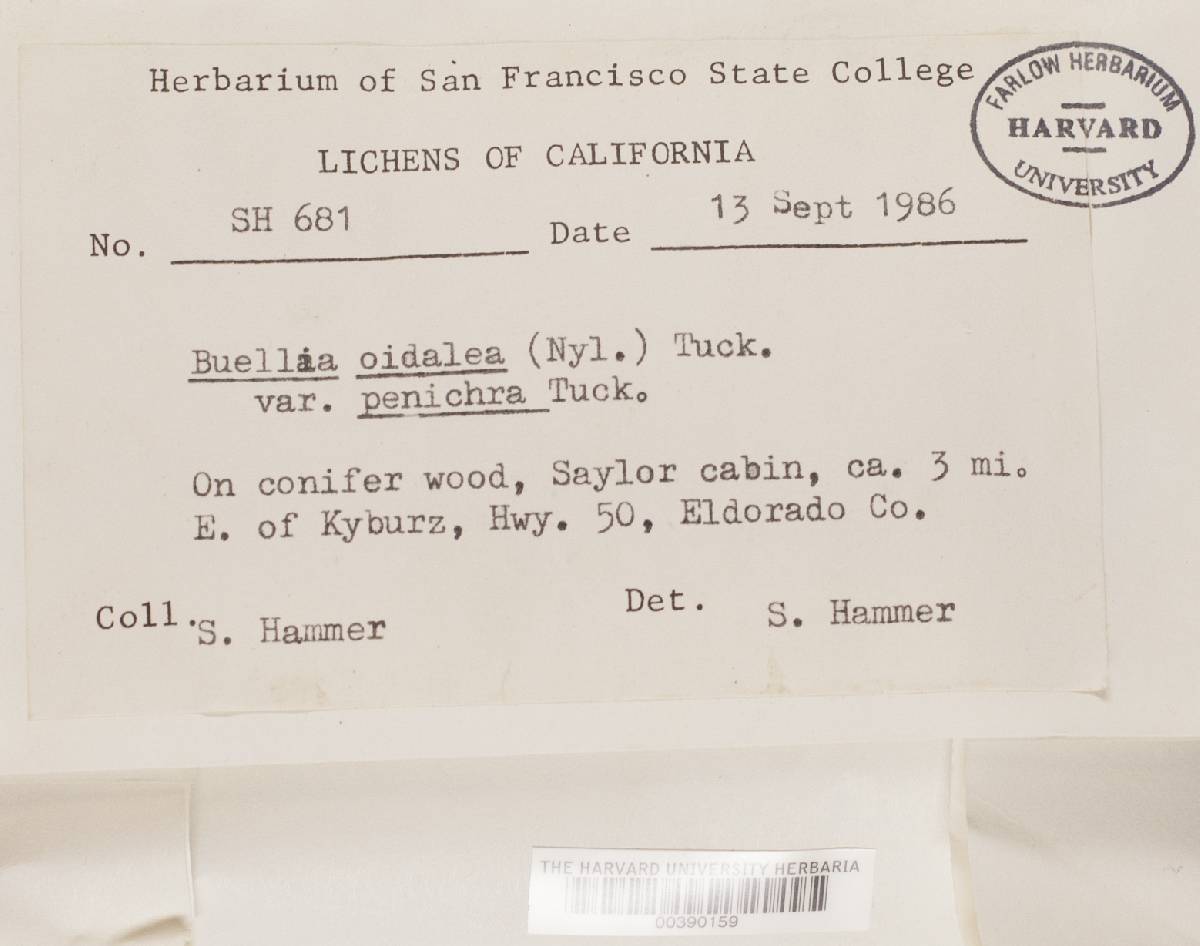 Herbarium of San Francisco State College
FARLOW HERBARIUM
HARVARD
UNIVERSITY
LICHENS OF CALIFORNIA
No. SH 681 Date 13 Sept 1986
Buellia oidalea (Nyl.) Tuck.
var. penichra Tuck.
On conifer wood, Saylor cabin, ca. 3 mi.
E. of Kyburz, Hwy. 50, Eldorado Co.
Coll. S. Hammer Det. S. Hammer
THE HARVARD UNIVERSITY HERBARIA
00390159